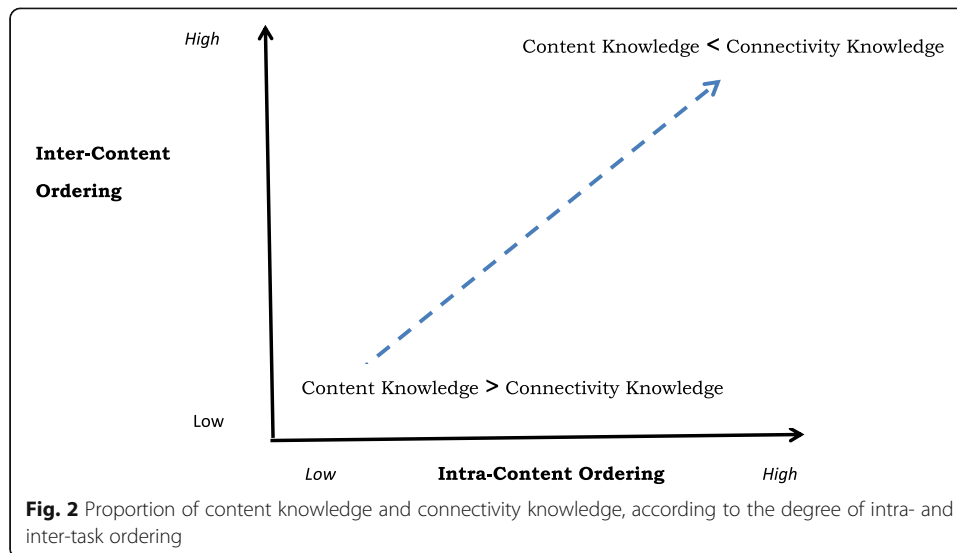 High
Content Knowledge < Connectivity Knowledge
Inter-Content
Ordering
Content Knowledge > Connectivity Knowledge
Low
Low
Intra-Content Ordering
High
Fig. 2 Proportion of content knowledge and connectivity knowledge, according to the degree of intra- and
inter-task ordering